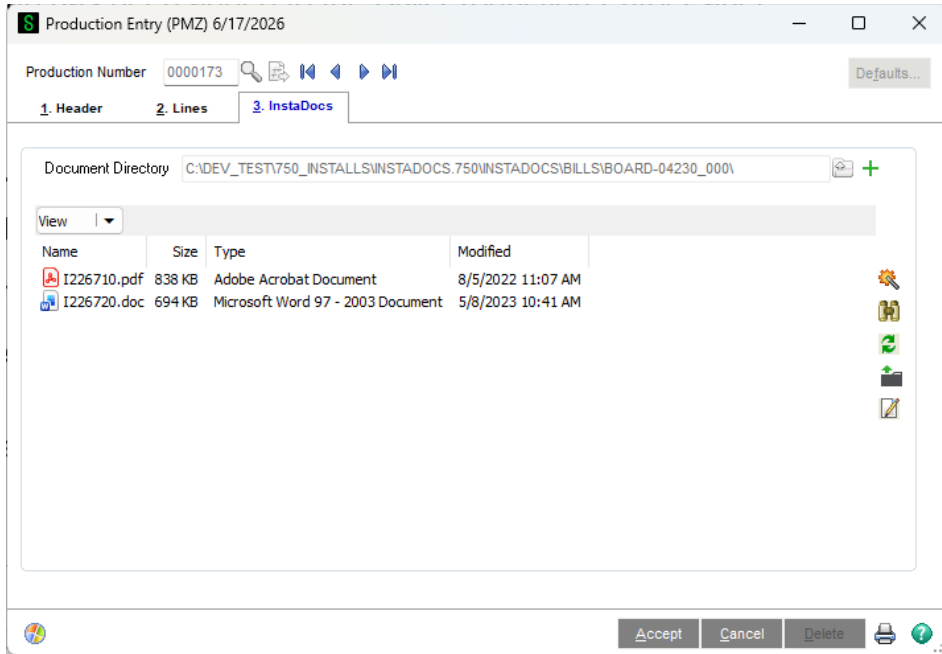 S Production Entry (PMZ) 6/17/2026
Production Number 0000173 Defaults...
1. Header 2. Lines 3. InstaDocs
Document Directory C:\DEV_TEST\750_INSTALLS\INSTADOCS.750\INSTADOCS\BILLS\BOARD-04230_000\
View
Name Size Type Modified
I226710.pdf 838 KB Adobe Acrobat Document 8/5/2022 11:07 AM
I226720.doc 694 KB Microsoft Word 97 - 2003 Document 5/8/2023 10:41 AM
Accept Cancel Delete